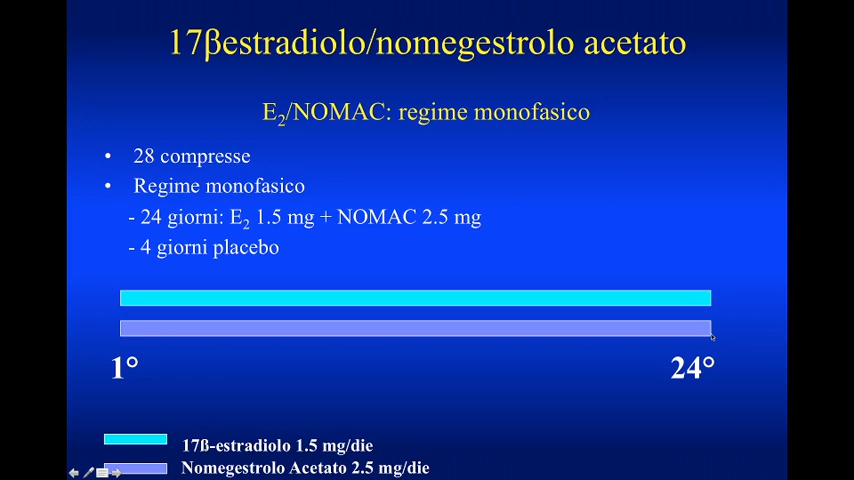 17βestradiolo/nomegestrolo acetato
E2/NOMAC: regime monofasico
• 28 compresse
• Regime monofasico
- 24 giorni: E2 1.5 mg + NOMAC 2.5 mg
- 4 giorni placebo
1° 24°
17ß-estradiolo 1.5 mg/die
Nomegestrolo Acetato 2.5 mg/die